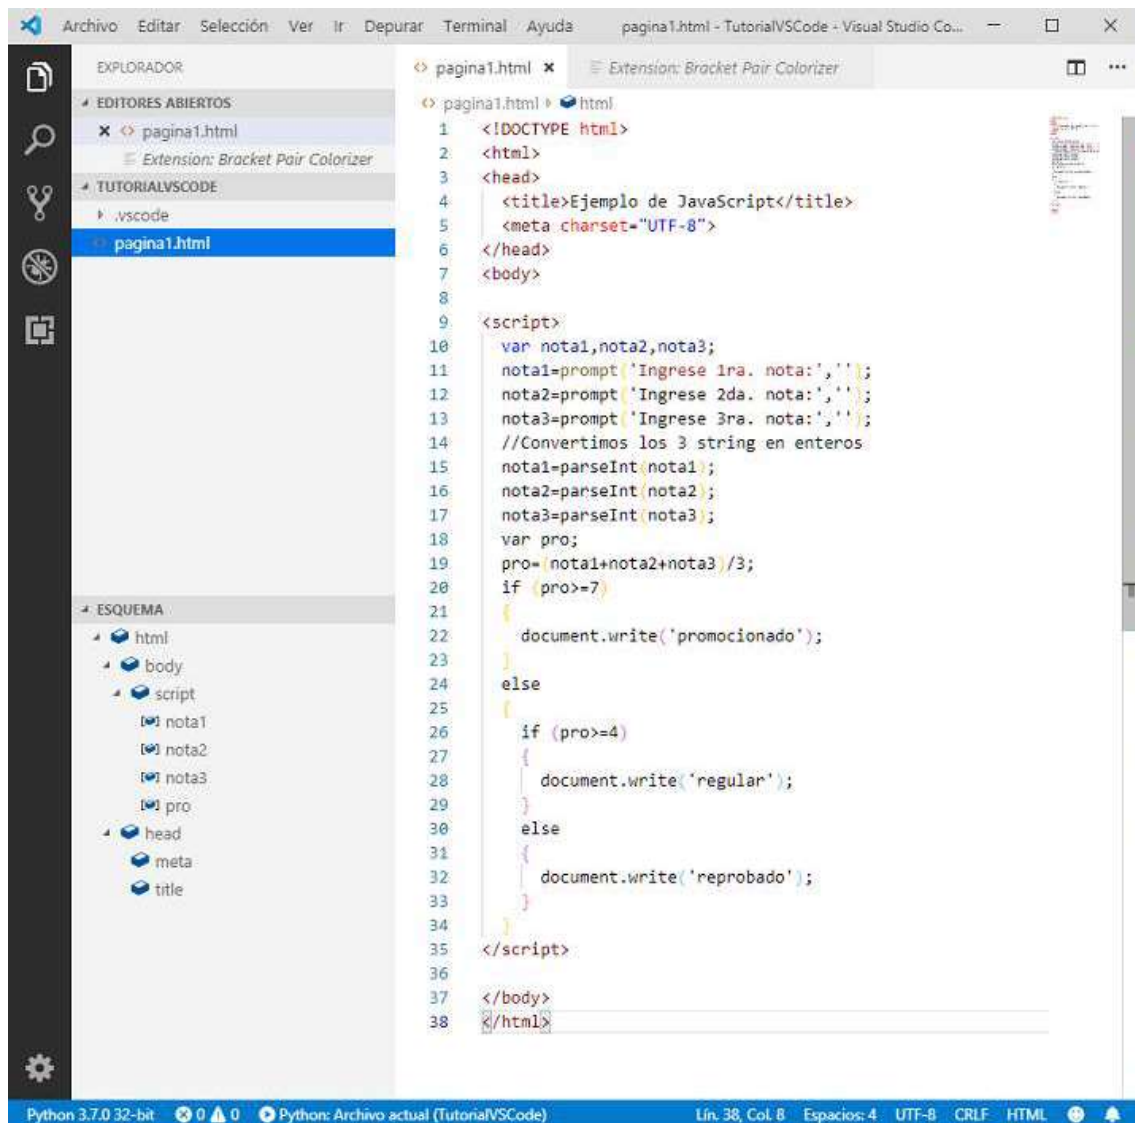 Archivo Editar Selección Ver Ir Depurar Terminal Ayuda pagina1.html - TutorialVSCode - Visual Studio Co...
EXPLORADOR
EDITORES ABIERTOS
pagina1.html
Extension: Bracket Pair Colorizer
TUTORIALVSCODE
.vscode
pagina1.html
ESQUEMA
html
body
script
nota1
nota2
nota3
pro
head
meta
title
pagina1.html Extension: Bracket Pair Colorizer
pagina1.html html
1 <!DOCTYPE html>
2 <html>
3 <head>
4 <title>Ejemplo de JavaScript</title>
5 <meta charset="UTF-8">
6 </head>
7 <body>
8
9 <script>
10 var nota1,nota2,nota3;
11 nota1=prompt('Ingrese 1ra. nota:','');
12 nota2=prompt('Ingrese 2da. nota:','');
13 nota3=prompt('Ingrese 3ra. nota:','');
14 //Convertimos los 3 string en enteros
15 nota1=parseInt(nota1);
16 nota2=parseInt(nota2);
17 nota3=parseInt(nota3);
18 var pro;
19 pro=(nota1+nota2+nota3)/3;
20 if (pro>=7)
21 {
22 document.write('promocionado');
23 }
24 else
25 {
26 if (pro>=4)
27 {
28 document.write('regular');
29 }
30 else
31 {
32 document.write('reprobado');
33 }
34 }
35 </script>
36
37 </body>
38 </html>
Python 3.7.0 32-bit 0 0 Python: Archivo actual (TutorialVSCode) Lín. 38, Col. 8 Espacios: 4 UTF-8 CRLF HTML